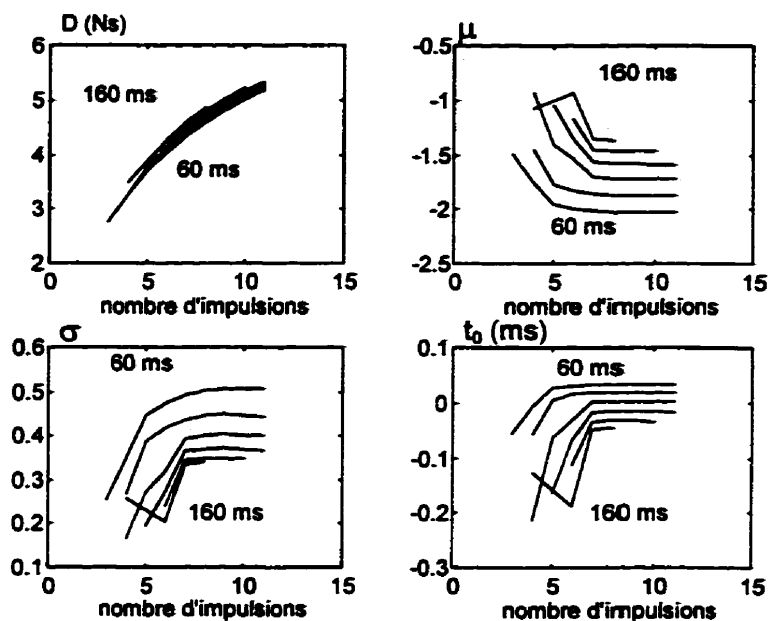 D (Ns)
6
5
4
3
2
160 ms
60 ms
0 5 10 15
nombre d'impulsions
μ
-0.5
-1
-1.5
-2
-2.5
160 ms
60 ms
0 5 10 15
nombre d'impulsions
σ
0.6
0.5
0.4
0.3
0.2
0.1
60 ms
160 ms
0 5 10 15
nombre d'impulsions
t₀ (ms)
0.1
0
-0.1
-0.2
-0.3
60 ms
160 ms
0 5 10 15
nombre d'impulsions